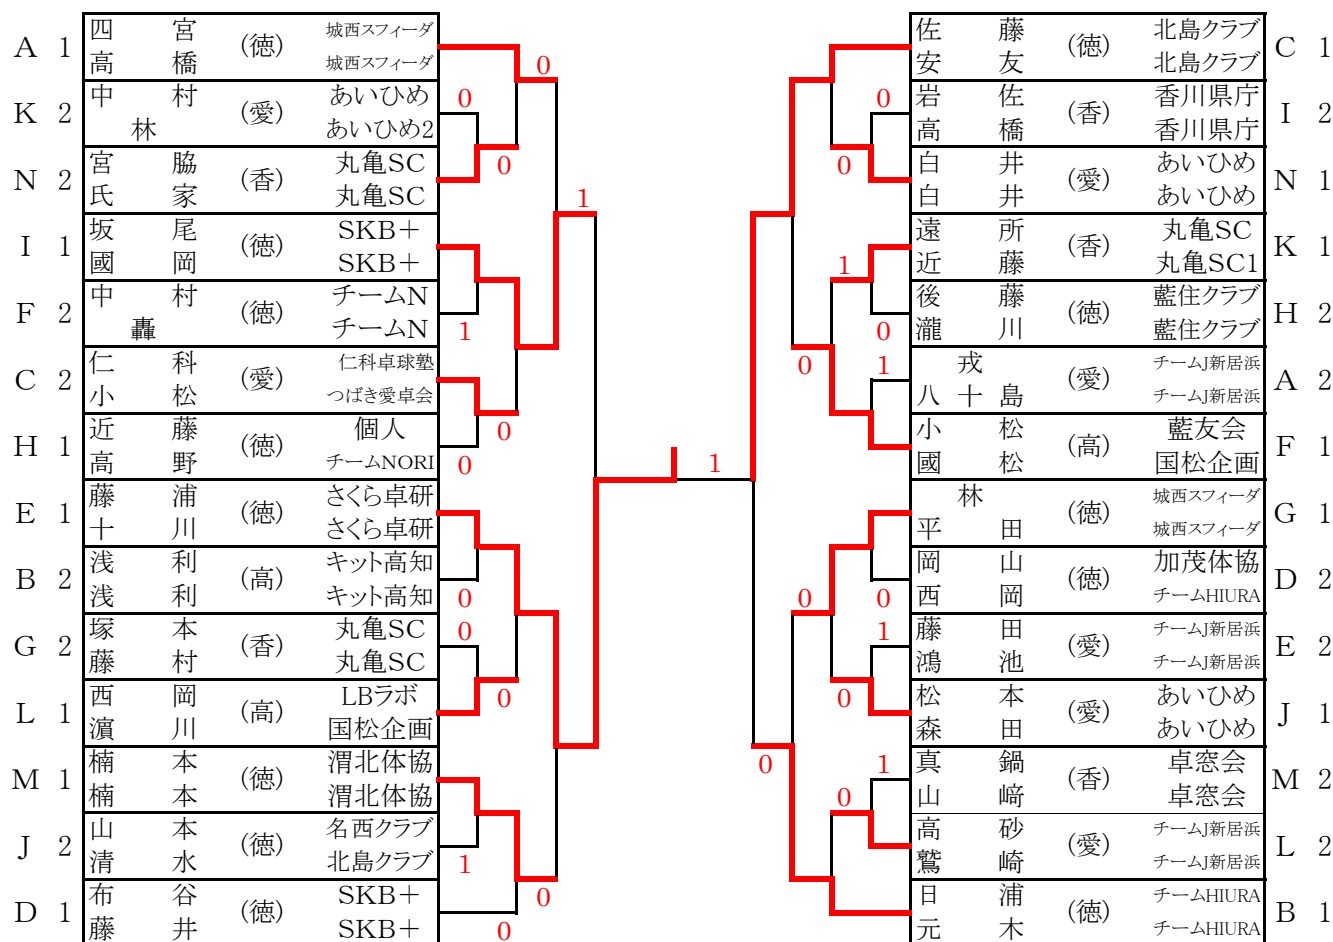 A 1 四宮 (徳) 城西スフィーダ
高橋 城西スフィーダ
K 2 中村 (愛) あいひめ
林 あいひめ2
N 2 宮脇 (香) 丸亀SC
氏家 丸亀SC
I 1 坂尾 (徳) SKB+
國岡 SKB+
F 2 中村 (徳) チームN
轟 チームN
C 2 仁科 (愛) 仁科卓球塾
小松 つばき愛卓会
H 1 近藤 (徳) 個人
高野 チームNORI
E 1 藤浦 (徳) さくら卓研
十川 さくら卓研
B 2 浅利 (高) キット高知
浅利 キット高知
G 2 塚本 (香) 丸亀SC
藤村 丸亀SC
L 1 西岡 (高) LBラボ
濵川 国松企画
M 1 楠本 (徳) 渭北体協
楠本 渭北体協
J 2 山本 (徳) 名西クラブ
清水 北島クラブ
D 1 布谷 (徳) SKB+
藤井 SKB+
0
0
0
1
1
0
0
0
0
0
1
0
0
1
0
0
1
0
0
1
0
0
1
0
0
1
0
佐藤 (徳) 北島クラブ C 1
安友 北島クラブ
岩佐 (香) 香川県庁 I 2
高橋 香川県庁
白井 (愛) あいひめ N 1
白井 あいひめ
遠所 (香) 丸亀SC K 1
近藤 丸亀SC1
後藤 (徳) 藍住クラブ H 2
瀧川 藍住クラブ
戎 (愛) チームJ新居浜 A 2
八十島 チームJ新居浜
小松 (高) 藍友会 F 1
國松 国松企画
林 (徳) 城西スフィーダ G 1
平田 城西スフィーダ
岡山 (徳) 加茂体協 D 2
西岡 チームHIURA
藤田 (愛) チームJ新居浜 E 2
鴻池 チームJ新居浜
松本 (愛) あいひめ J 1
森田 あいひめ
真鍋 (香) 卓窓会 M 2
山﨑 卓窓会
高砂 (愛) チームJ新居浜 L 2
鷲崎 チームJ新居浜
日浦 (徳) チームHIURA B 1
元木 チームHIURA